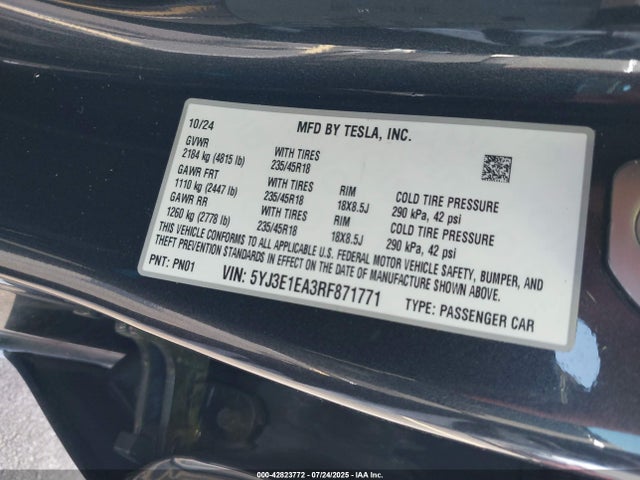 10/24 MFD BY TESLA, INC.
GVWR
2184 kg (4815 lb) WITH TIRES 235/45R18
GAWR FRT
1110 kg (2447 lb) WITH TIRES 235/45R18 RIM 18X8.5J COLD TIRE PRESSURE 290 kPa, 42 psi
GAWR RR
1260 kg (2778 lb) WITH TIRES 235/45R18 RIM 18X8.5J COLD TIRE PRESSURE 290 kPa, 42 psi
THIS VEHICLE CONFORMS TO ALL APPLICABLE U.S. FEDERAL MOTOR VEHICLE SAFETY, BUMPER, AND
THEFT PREVENTION STANDARDS IN EFFECT ON THE DATE OF MANUFACTURE SHOWN ABOVE.
PNT: PN01 VIN: 5YJ3E1EA3RF871771 TYPE: PASSENGER CAR
000-42823772 - 07/24/2025 - IAA Inc.